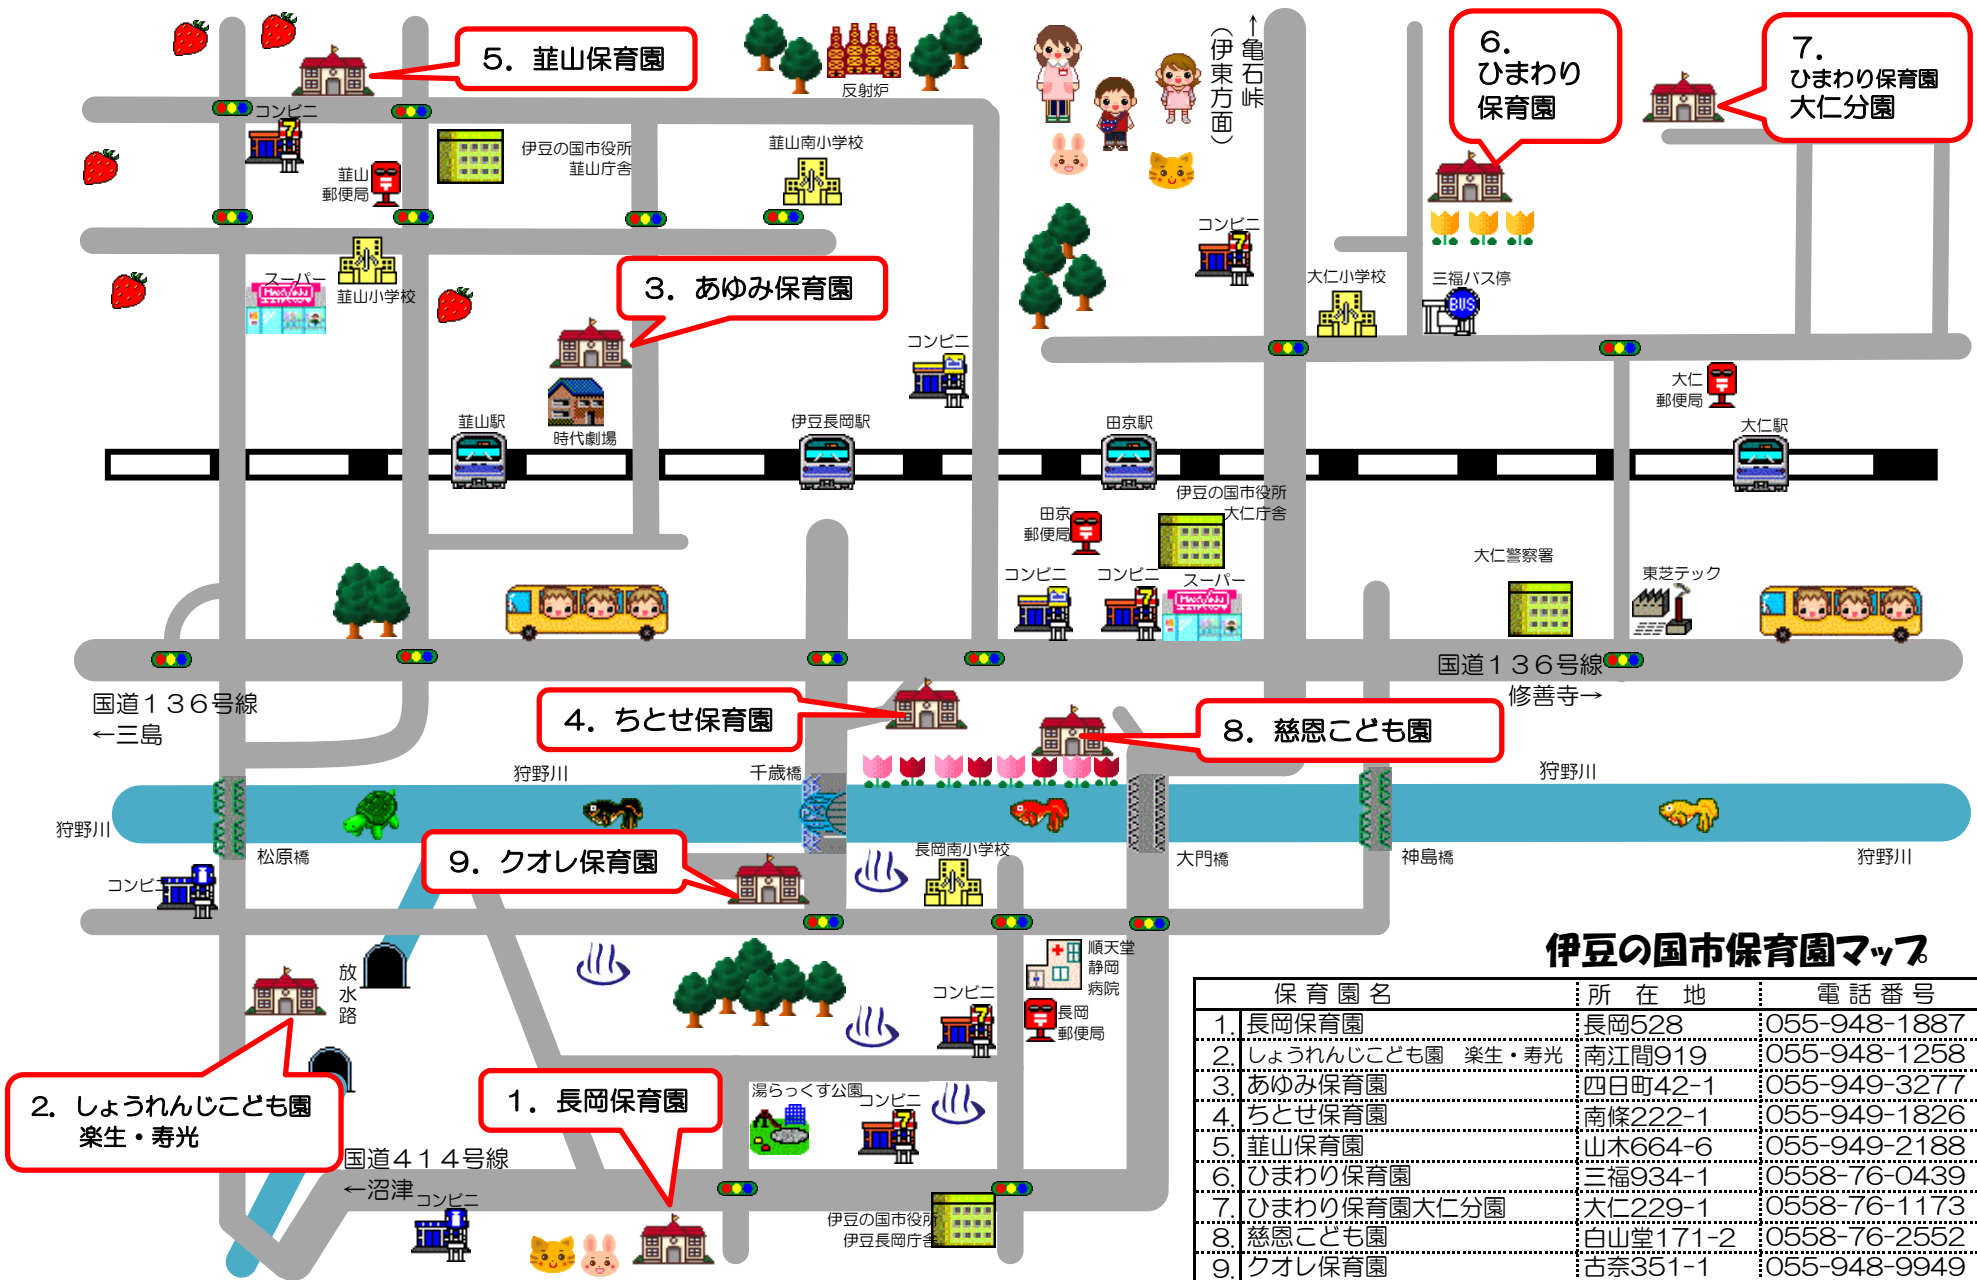 5. 韮山保育園
反射炉
←亀石峠
（伊東方面）
6.
ひまわり
保育園
7.
ひまわり保育園
大仁分園
コンビニ
伊豆の国市役所
韮山庁舎
韮山南小学校
韮山
郵便局
コンビニ
スーパー
韮山小学校
3. あゆみ保育園
大仁小学校
三福バス停
BUS
コンビニ
大仁
郵便局
韮山駅
時代劇場
伊豆長岡駅
田京駅
大仁駅
伊豆の国市役所
大仁庁舎
田京
郵便局
コンビニ
コンビニ
スーパー
大仁警察署
東芝テック
国道１３６号線
←三島
国道１３６号線
修善寺→
4. ちとせ保育園
8. 慈恩こども園
狩野川
千歳橋
狩野川
狩野川
松原橋
9. クオレ保育園
長岡南小学校
大門橋
神島橋
狩野川
コンビニ
放水路
順天堂
静岡
病院
コンビニ
長岡
郵便局
2. しょうれんじこども園
楽生・寿光
1. 長岡保育園
湯らっくす公園
コンビニ
国道４１４号線
←沼津
コンビニ
伊豆の国市役所
伊豆長岡庁舎
伊豆の国市保育園マップ
保育園名 所在地 電話番号
1. 長岡保育園 長岡528 055-948-1887
2. しょうれんじこども園　楽生・寿光 南江間919 055-948-1258
3. あゆみ保育園 四日町42-1 055-949-3277
4. ちとせ保育園 南條222-1 055-949-1826
5. 韮山保育園 山木664-6 055-949-2188
6. ひまわり保育園 三福934-1 0558-76-0439
7. ひまわり保育園大仁分園 大仁229-1 0558-76-1173
8. 慈恩こども園 白山堂171-2 0558-76-2552
9. クオレ保育園 古奈351-1 055-948-9949